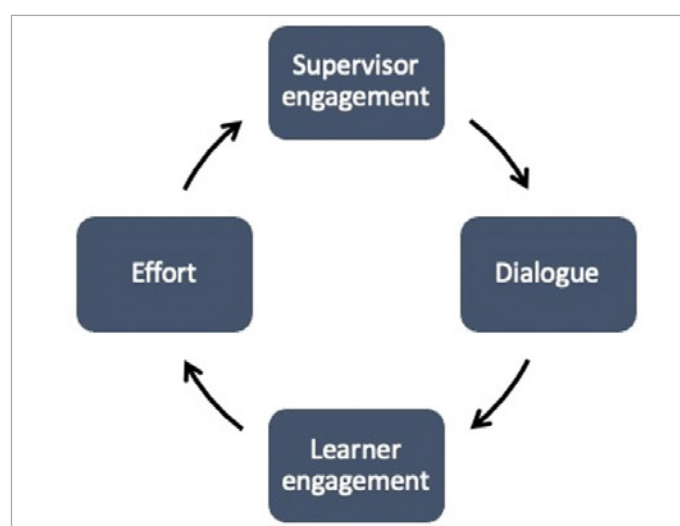 Supervisor
engagement
Effort
Dialogue
Learner
engagement